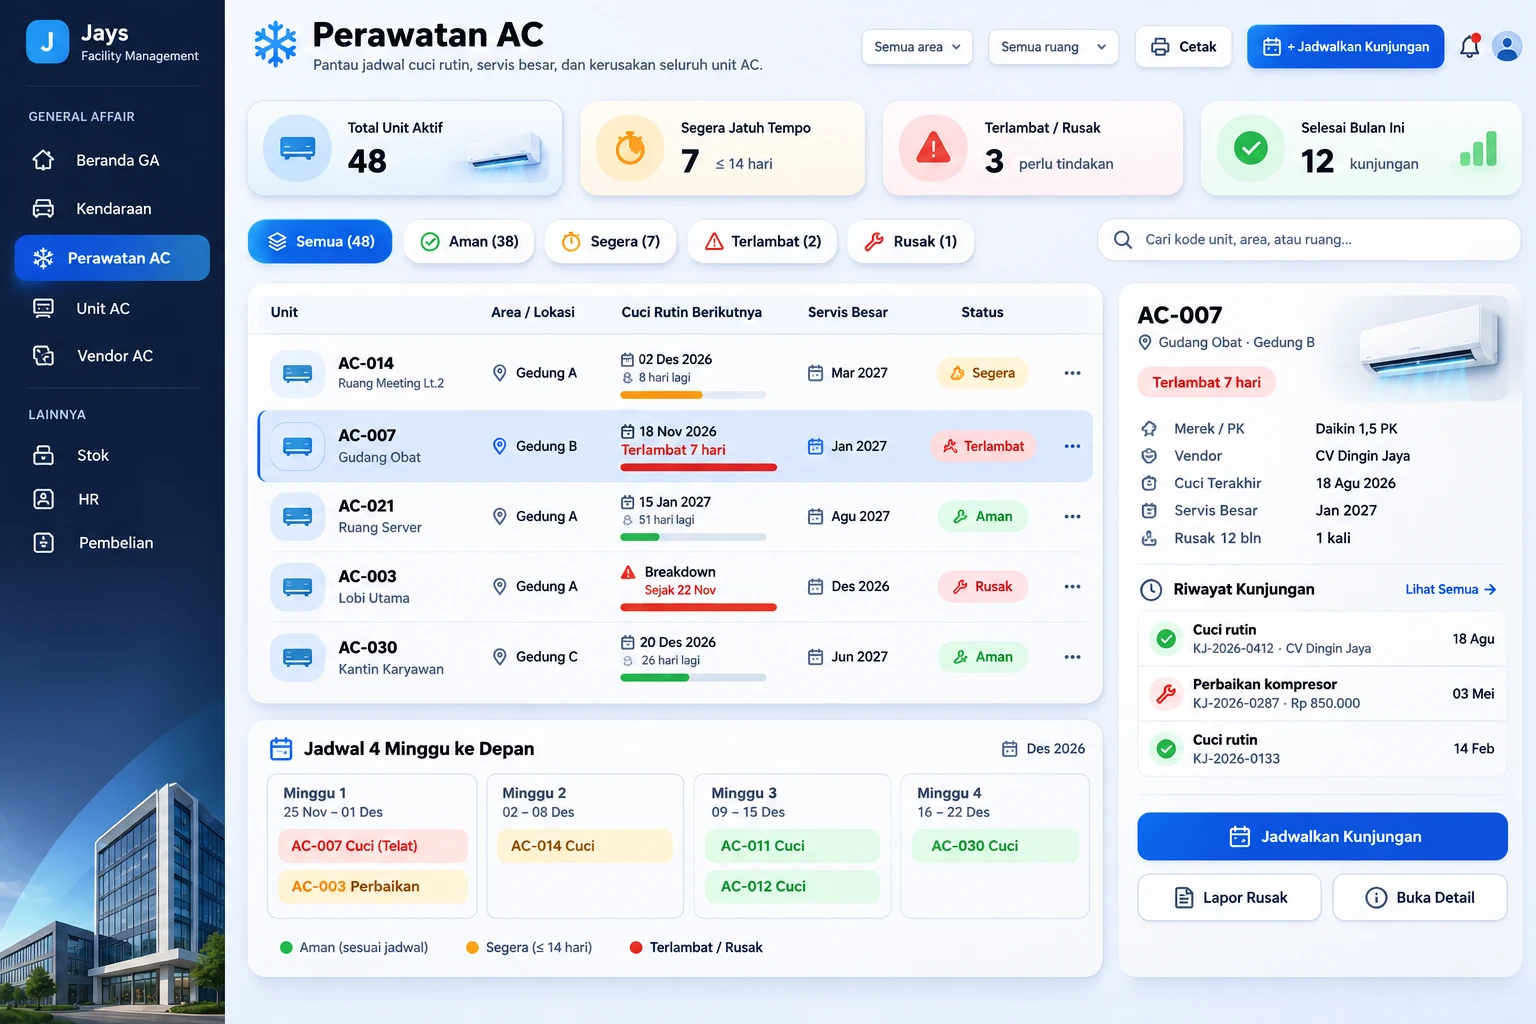 J
Jays
Facility Management
GENERAL AFFAIR
Beranda GA
Kendaraan
Perawatan AC
Unit AC
Vendor AC
LAINNYA
Stok
HR
Pembelian
Perawatan AC
Pantau jadwal cuci rutin, servis besar, dan kerusakan seluruh unit AC.
Semua area
Semua ruang
Cetak
+ Jadwalkan Kunjungan
Total Unit Aktif
48
Segera Jatuh Tempo
7 ≤ 14 hari
Terlambat / Rusak
3 perlu tindakan
Selesai Bulan Ini
12 kunjungan
Semua (48)
Aman (38)
Segera (7)
Terlambat (2)
Rusak (1)
Cari kode unit, area, atau ruang...
Unit Area / Lokasi Cuci Rutin Berikutnya Servis Besar Status
AC-014
Ruang Meeting Lt.2
Gedung A
02 Des 2026
8 hari lagi
Mar 2027
Segera
AC-007
Gudang Obat
Gedung B
18 Nov 2026
Terlambat 7 hari
Jan 2027
Terlambat
AC-021
Ruang Server
Gedung A
15 Jan 2027
51 hari lagi
Agu 2027
Aman
AC-003
Lobi Utama
Gedung A
Breakdown
Sejak 22 Nov
Des 2026
Rusak
AC-030
Kantin Karyawan
Gedung C
20 Des 2026
26 hari lagi
Jun 2027
Aman
Jadwal 4 Minggu ke Depan
Des 2026
Minggu 1
25 Nov – 01 Des
AC-007 Cuci (Telat)
AC-003 Perbaikan
Minggu 2
02 – 08 Des
AC-014 Cuci
Minggu 3
09 – 15 Des
AC-011 Cuci
AC-012 Cuci
Minggu 4
16 – 22 Des
AC-030 Cuci
Aman (sesuai jadwal)
Segera (≤ 14 hari)
Terlambat / Rusak
AC-007
Gudang Obat · Gedung B
Terlambat 7 hari
Merek / PK Daikin 1,5 PK
Vendor CV Dingin Jaya
Cuci Terakhir 18 Agu 2026
Servis Besar Jan 2027
Rusak 12 bln 1 kali
Riwayat Kunjungan
Lihat Semua →
Cuci rutin
KJ-2026-0412 · CV Dingin Jaya
18 Agu
Perbaikan kompresor
KJ-2026-0287 · Rp 850.000
03 Mei
Cuci rutin
KJ-2026-0133
14 Feb
Jadwalkan Kunjungan
Lapor Rusak
Buka Detail